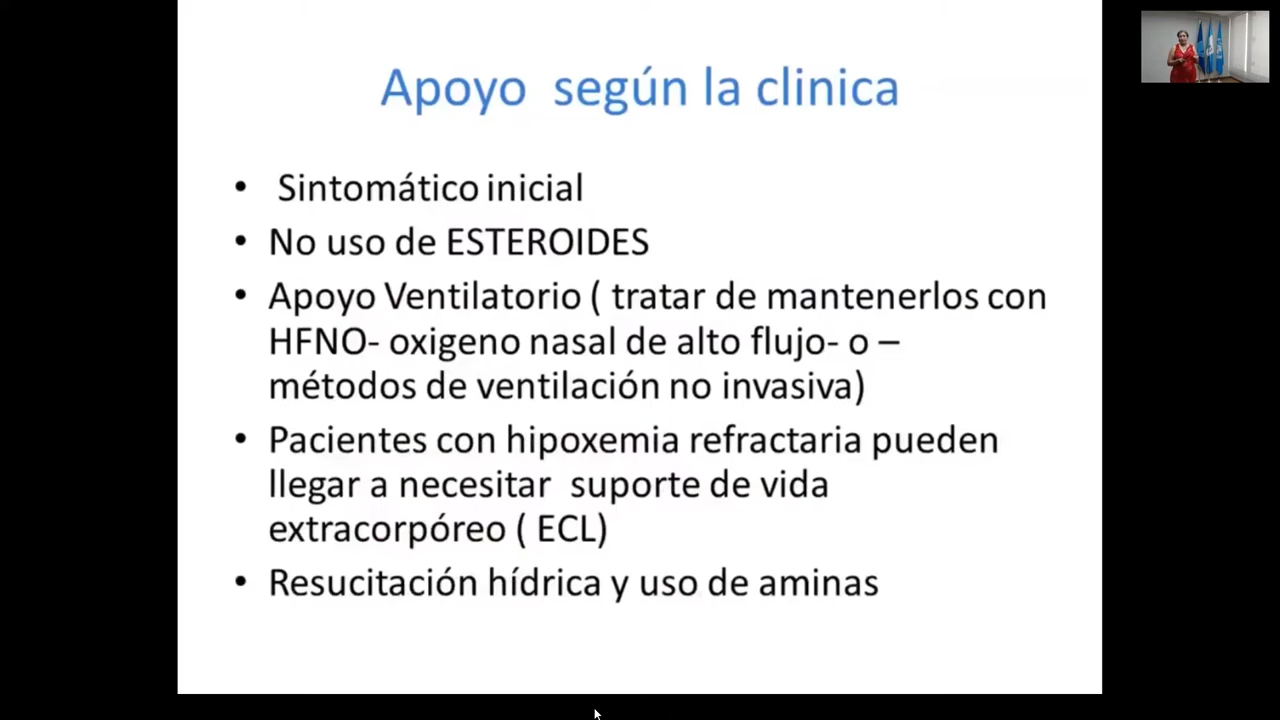 Apoyo según la clinica
• Sintomático inicial
• No uso de ESTEROIDES
• Apoyo Ventilatorio ( tratar de mantenerlos con
HFNO- oxigeno nasal de alto flujo- o –
métodos de ventilación no invasiva)
• Pacientes con hipoxemia refractaria pueden
llegar a necesitar suporte de vida
extracorpóreo ( ECL)
• Resucitación hídrica y uso de aminas